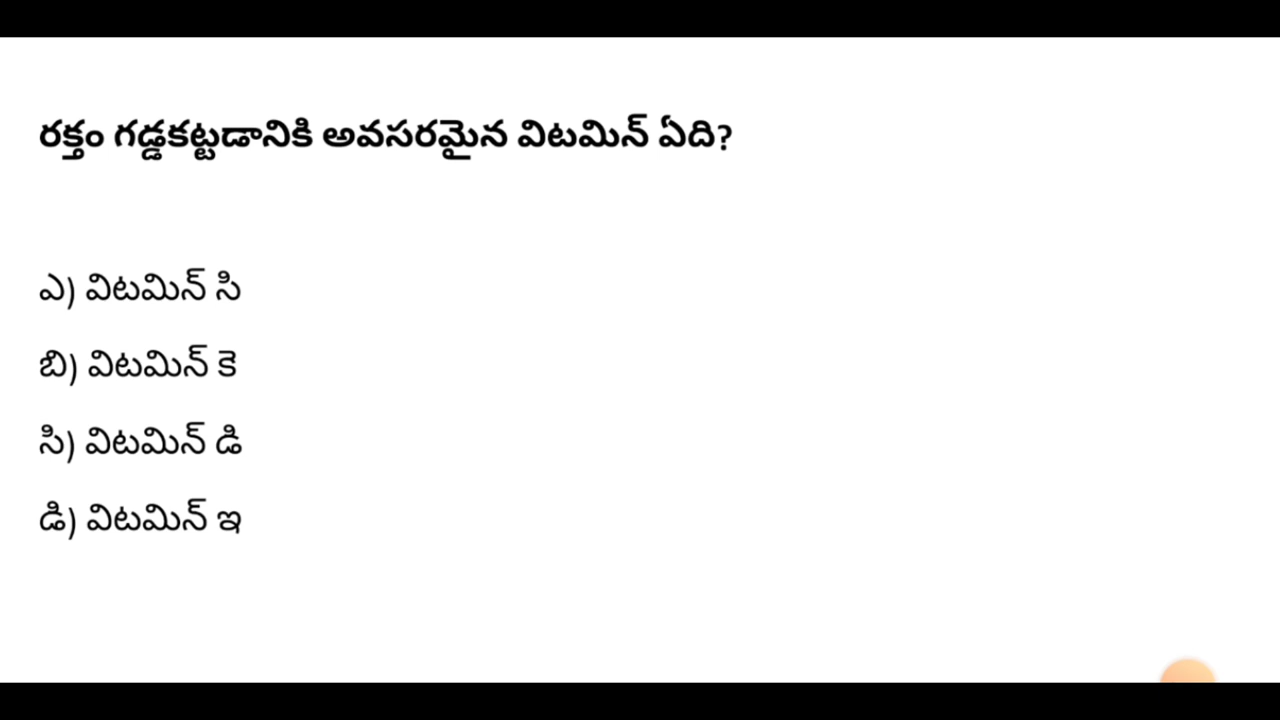 రక్తం గడ్డకట్టడానికి అవసరమైన విటమిన్ ఏది?
ఎ) విటమిన్ సి
బి) విటమిన్ కె
సి) విటమిన్ డి
డి) విటమిన్ ఇ